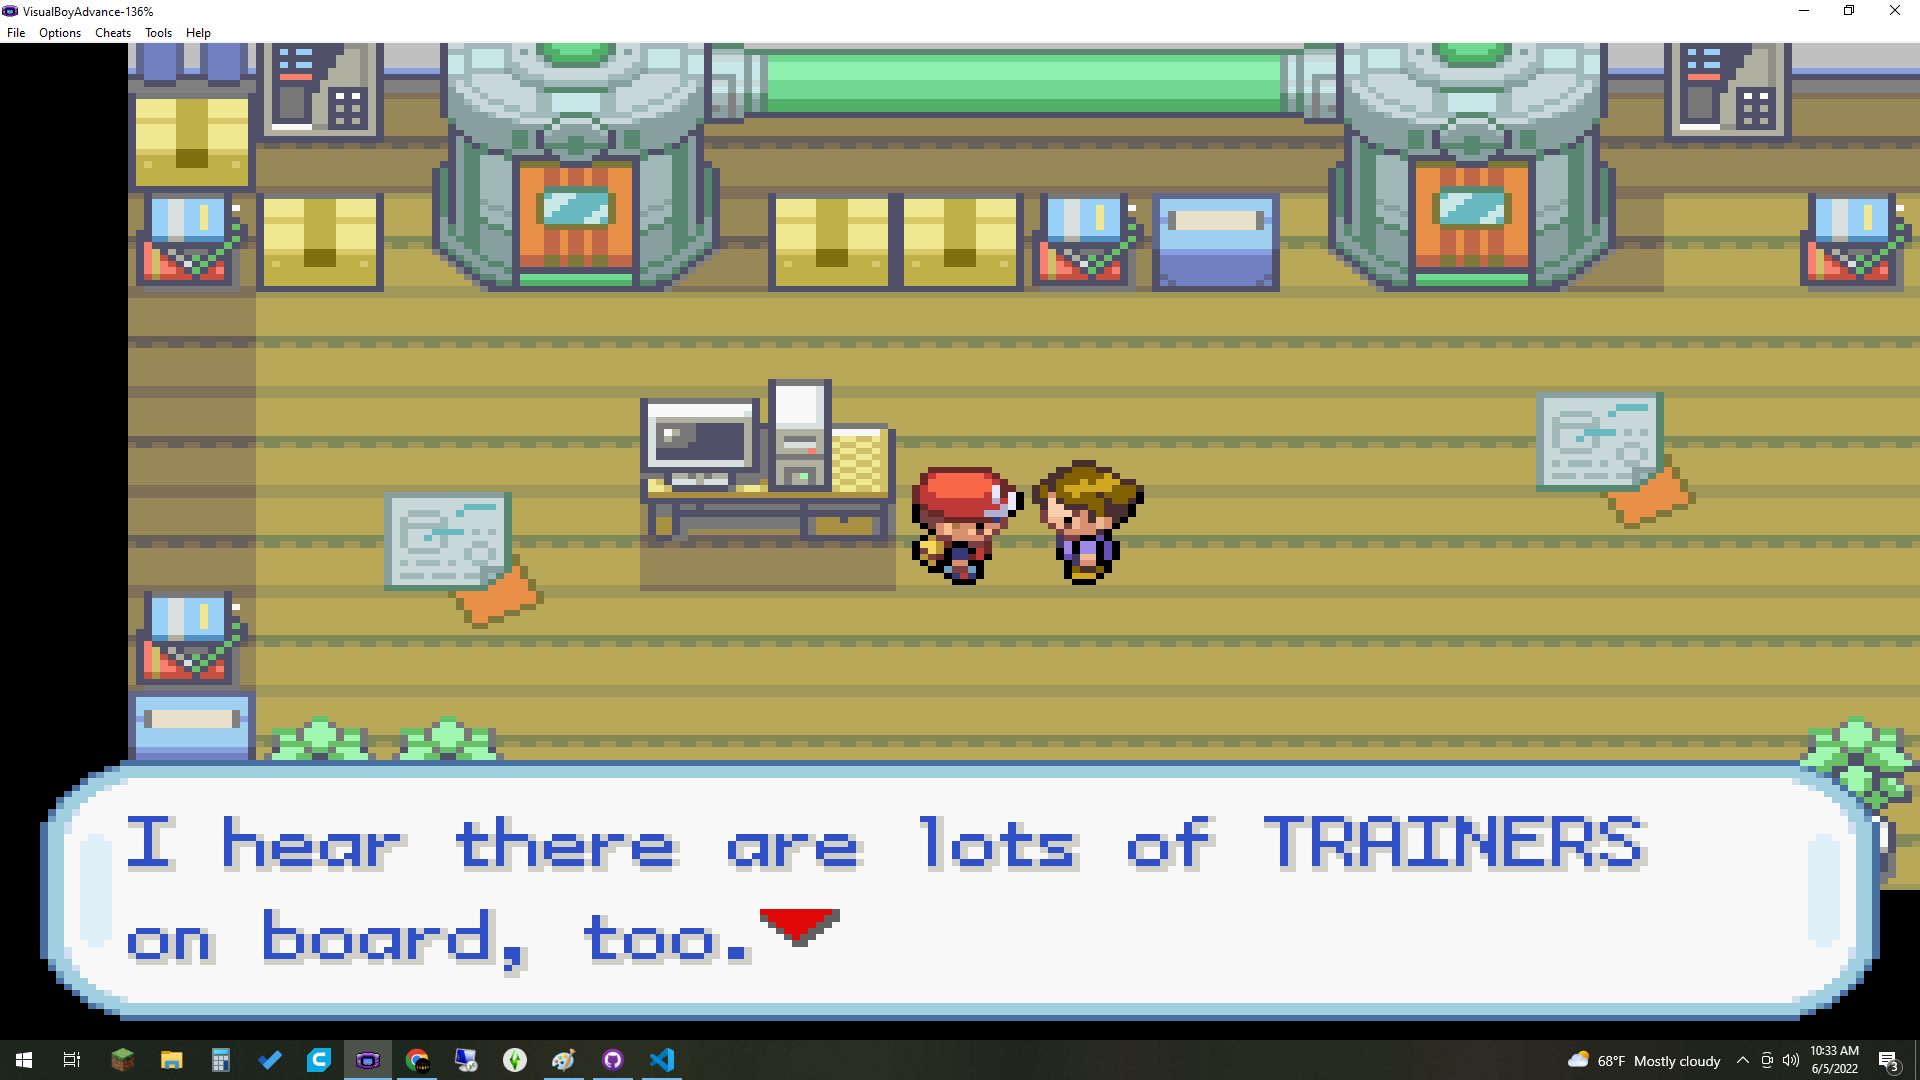 VisualBoyAdvance-136%
File Options Cheats Tools Help
I hear there are lots of TRAINERS
on board, too.
68°F Mostly cloudy
10:33 AM
6/5/2022
3